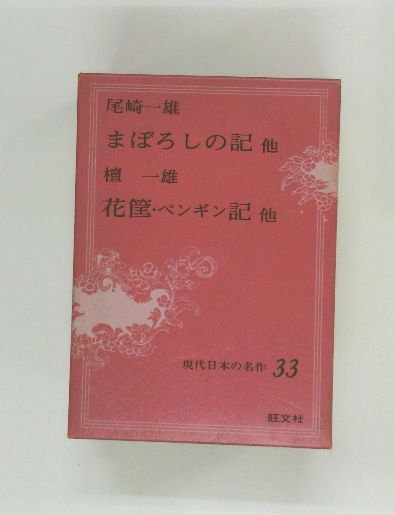 尾崎一雄
まぼろしの記 他
檀 一雄
花筐・ペンギン記 他
現代日本の名作 33
旺文社